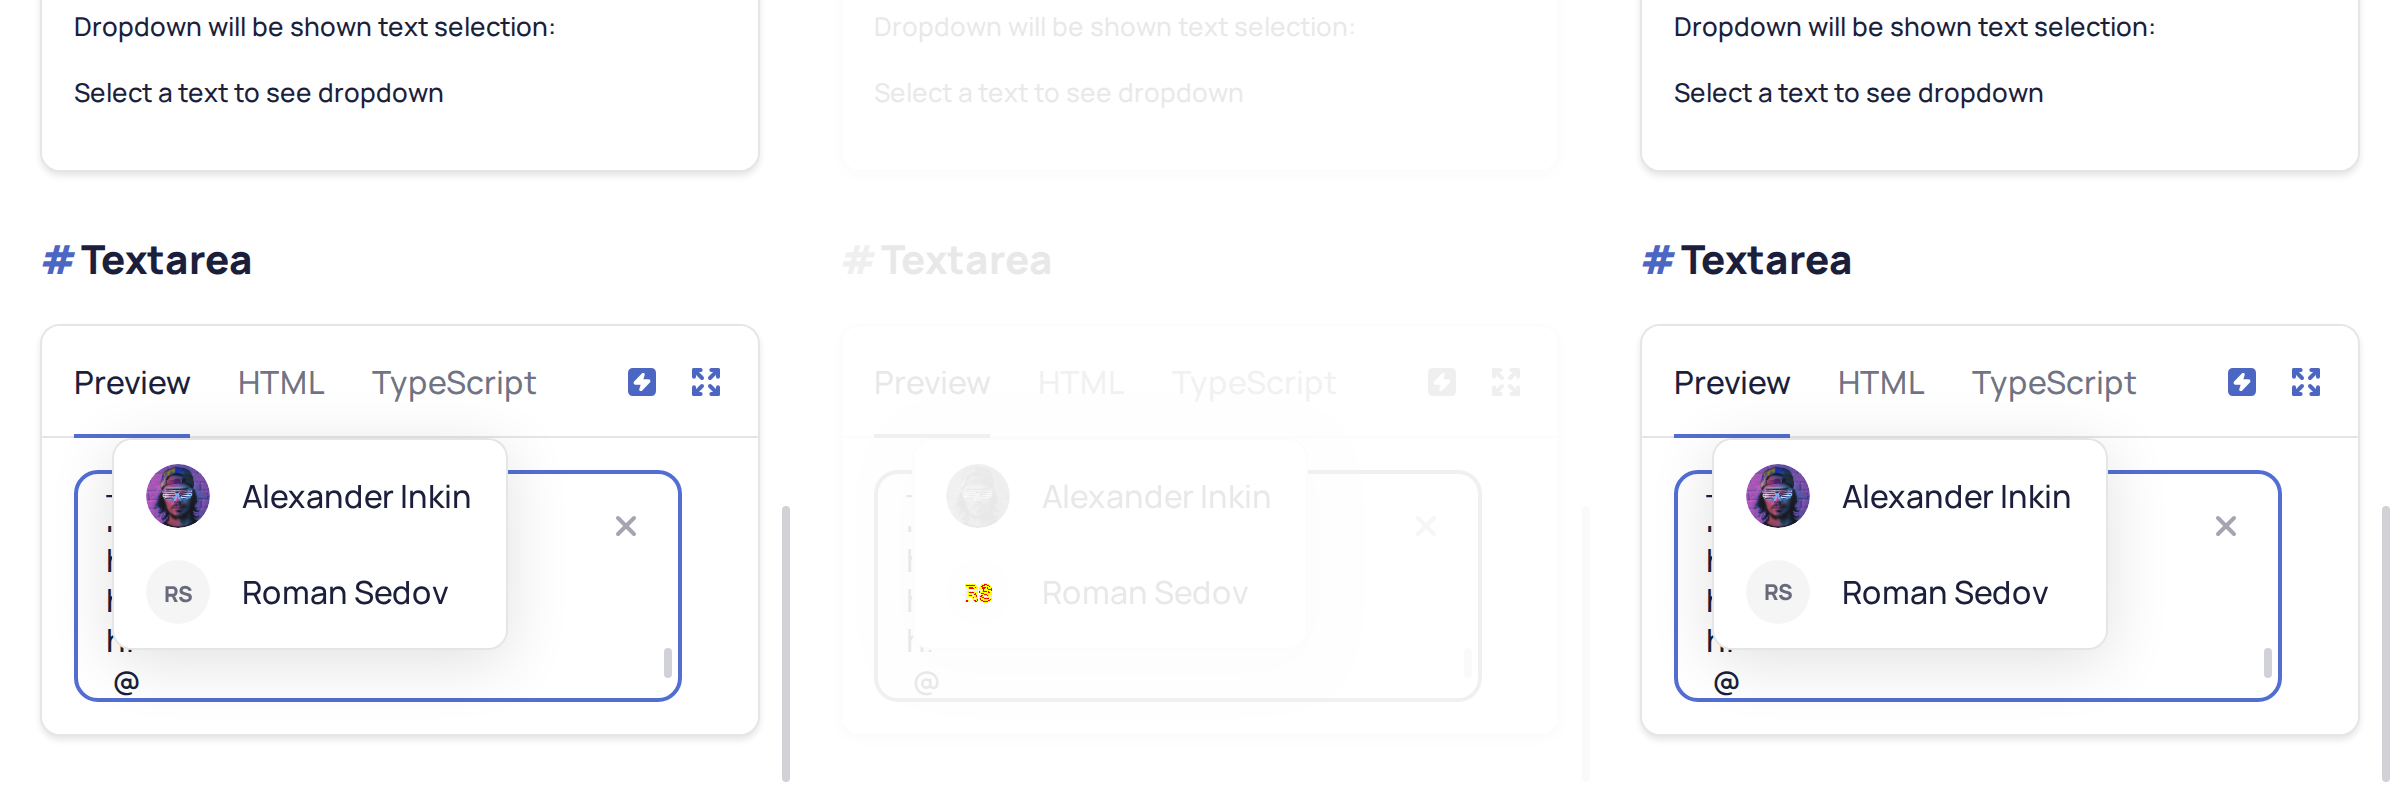 Dropdown will be shown text selection:
Select a text to see dropdown
# Textarea
Preview HTML TypeScript
Alexander Inkin
RS Roman Sedov
@
Dropdown will be shown text selection:
Select a text to see dropdown
# Textarea
Preview HTML TypeScript
Alexander Inkin
RS Roman Sedov
@
Dropdown will be shown text selection:
Select a text to see dropdown
# Textarea
Preview HTML TypeScript
Alexander Inkin
RS Roman Sedov
@